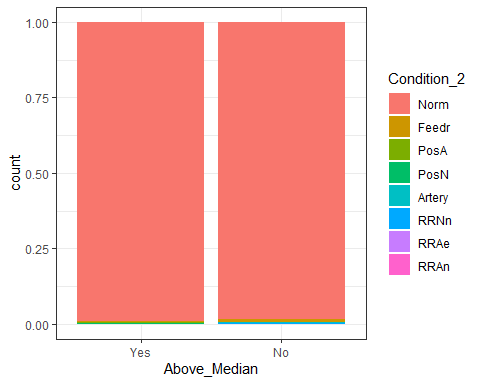 1.00
0.75
0.50
0.25
0.00
count
Yes
No
Above_Median
Condition_2
Norm
Feedr
PosA
PosN
Artery
RRNn
RRAe
RRAn